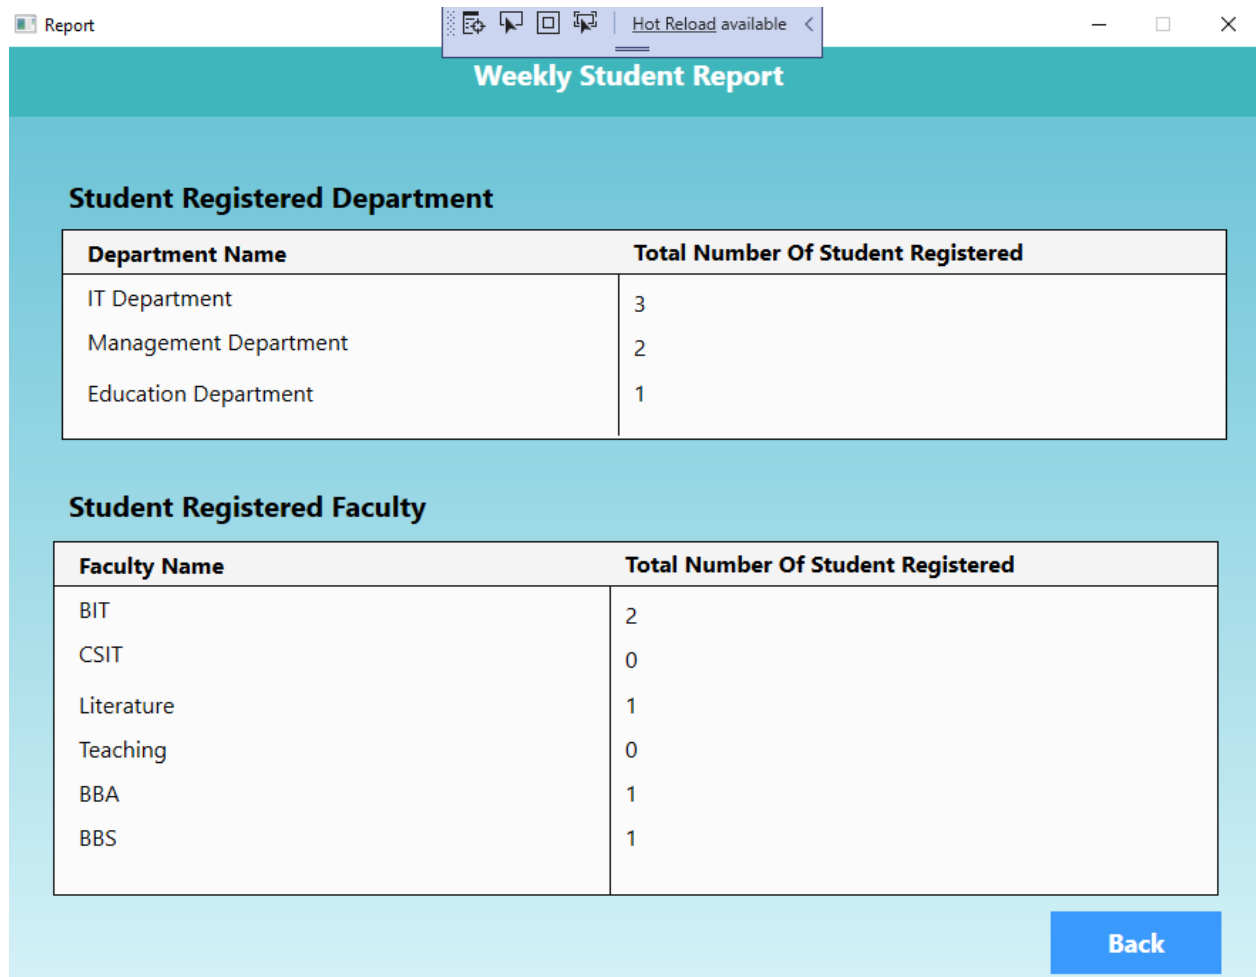 Report
Hot Reload available
Weekly Student Report
Student Registered Department
Department Name Total Number Of Student Registered
IT Department 3
Management Department 2
Education Department 1
Student Registered Faculty
Faculty Name Total Number Of Student Registered
BIT 2
CSIT 0
Literature 1
Teaching 0
BBA 1
BBS 1
Back